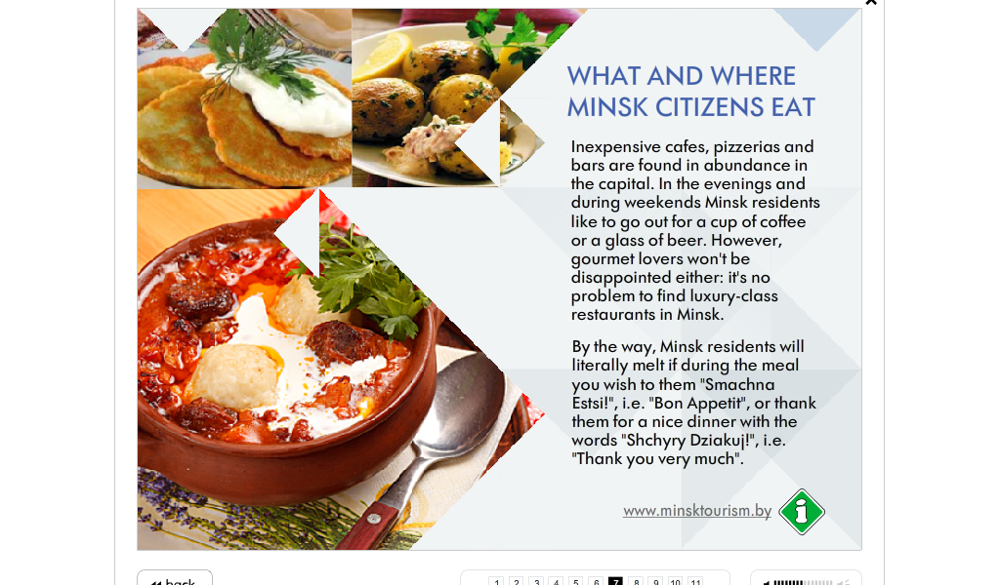 WHAT AND WHERE
MINSK CITIZENS EAT
Inexpensive cafes, pizzerias and
bars are found in abundance in
the capital. In the evenings and
during weekends Minsk residents
like to go out for a cup of coffee
or a glass of beer. However,
gourmet lovers won't be
disappointed either: it's no
problem to find luxury-class
restaurants in Minsk.
By the way, Minsk residents will
literally melt if during the meal
you wish to them "Smachna
Estsi!", i.e. "Bon Appetit", or thank
them for a nice dinner with the
words "Shchyry Dziakuj!", i.e.
"Thank you very much".
www.minsktourism.by i
back 1 2 3 4 5 6 7 8 9 10 11